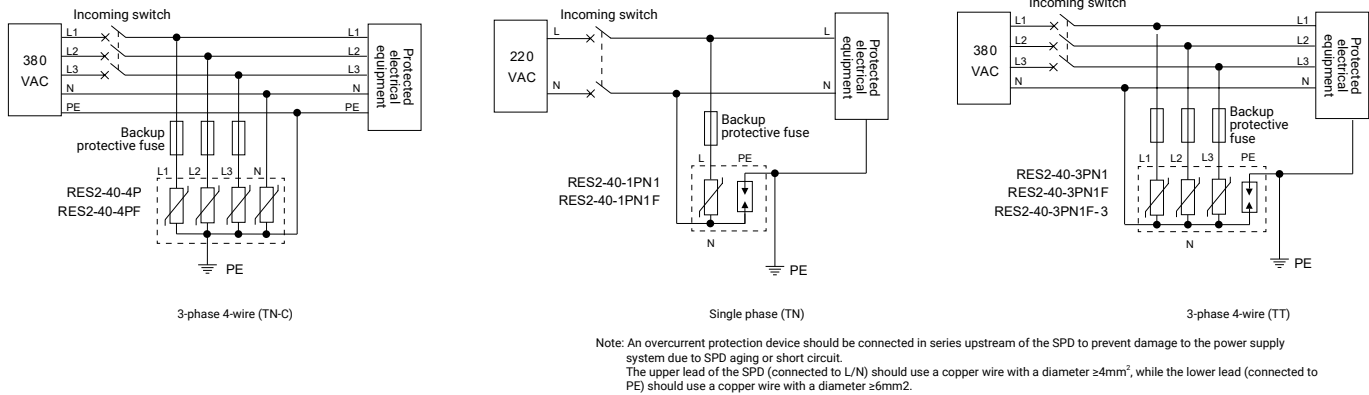 Incoming switch
380
VAC
L1
L2
L3
N
PE
L1
L2
L3
N
PE
Protected
electrical
equipment
Backup
protective fuse
L1
L2
L3
N
RES2-40-4P
RES2-40-4PF
PE
3-phase 4-wire (TN-C)
Incoming switch
220
VAC
L
N
L
N
Protected
electrical
equipment
Backup
protective fuse
L
PE
RES2-40-1PN1
RES2-40-1PN1F
N
PE
Single phase (TN)
Incoming switch
380
VAC
L1
L2
L3
N
L1
L2
L3
N
Protected
electrical
equipment
Backup
protective
fuse
L1
L2
L3
PE
RES2-40-3PN1
RES2-40-3PN1F
RES2-40-3PN1F-3
N
PE
3-phase 4-wire (TT)
Note: An overcurrent protection device should be connected in series upstream of the SPD to prevent damage to the power supply
system due to SPD aging or short circuit.
The upper lead of the SPD (connected to L/N) should use a copper wire with a diameter ≥4mm², while the lower lead (connected to
PE) should use a copper wire with a diameter ≥6mm2.